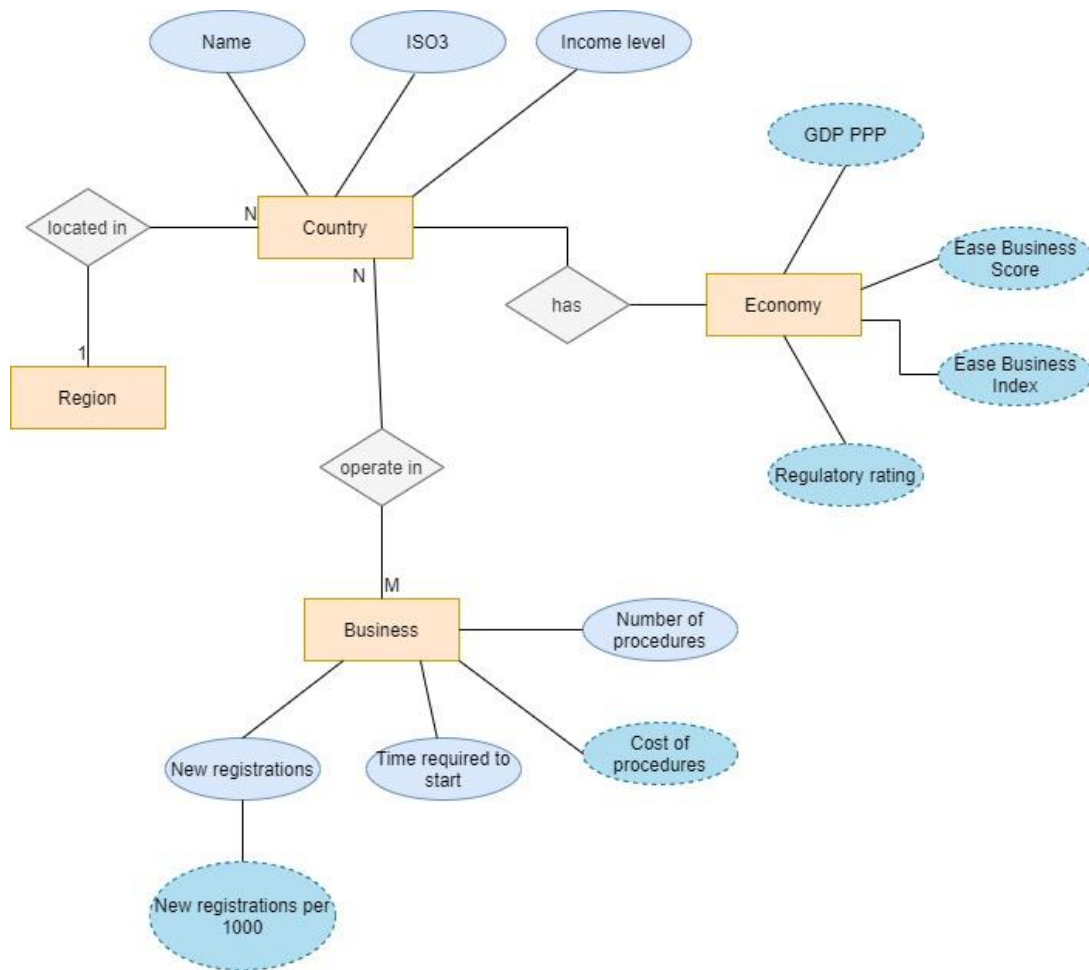 Name
ISO3
Income level
GDP PPP
located in
N
Country
N
Ease Business
Score
has
Economy
1
Region
Ease Business
Index
operate in
Regulatory rating
M
Business
Number of
procedures
New registrations
Time required to
start
Cost of
procedures
New registrations per
1000